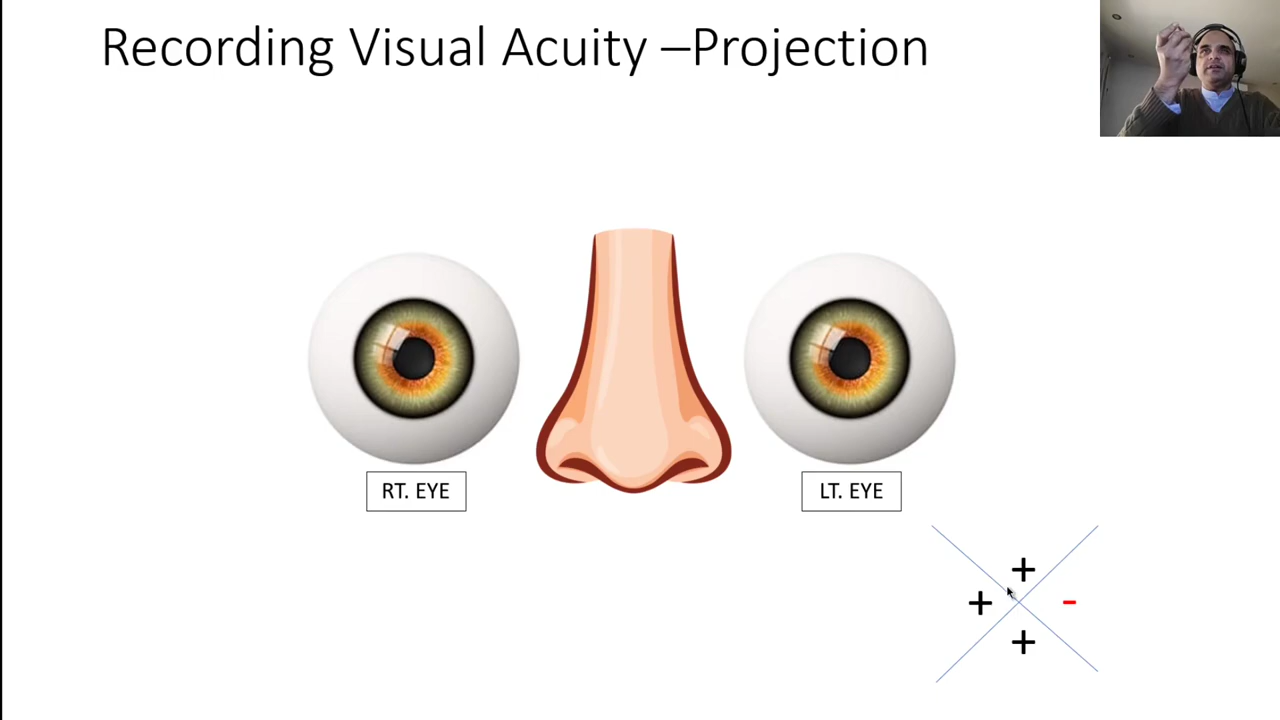 Recording Visual Acuity –Projection
RT. EYE
LT. EYE
+
+ -
+